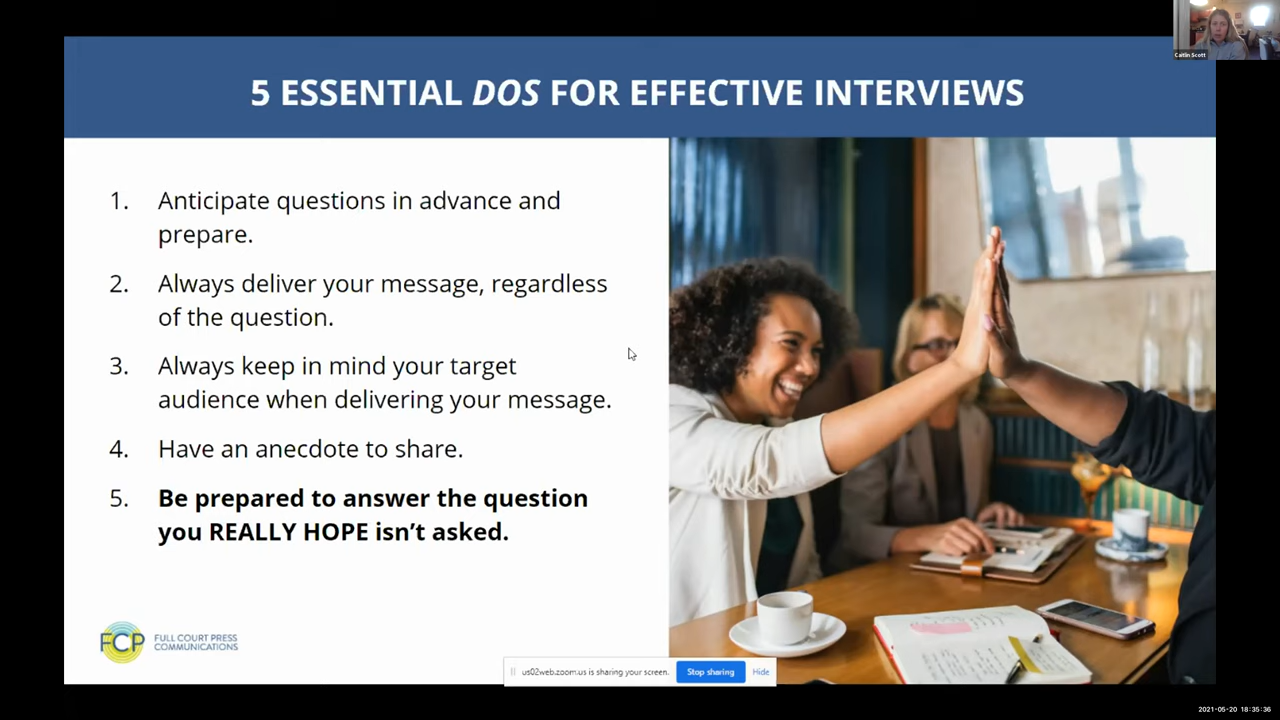 Caitlin Scott
5 ESSENTIAL DOS FOR EFFECTIVE INTERVIEWS
1. Anticipate questions in advance and
prepare.
2. Always deliver your message, regardless
of the question.
3. Always keep in mind your target
audience when delivering your message.
4. Have an anecdote to share.
5. Be prepared to answer the question
you REALLY HOPE isn't asked.
FCP FULL COURT PRESS
COMMUNICATIONS
us02web.zoom.us is sharing your screen. Stop sharing Hide
2021-05-20 18:35:36